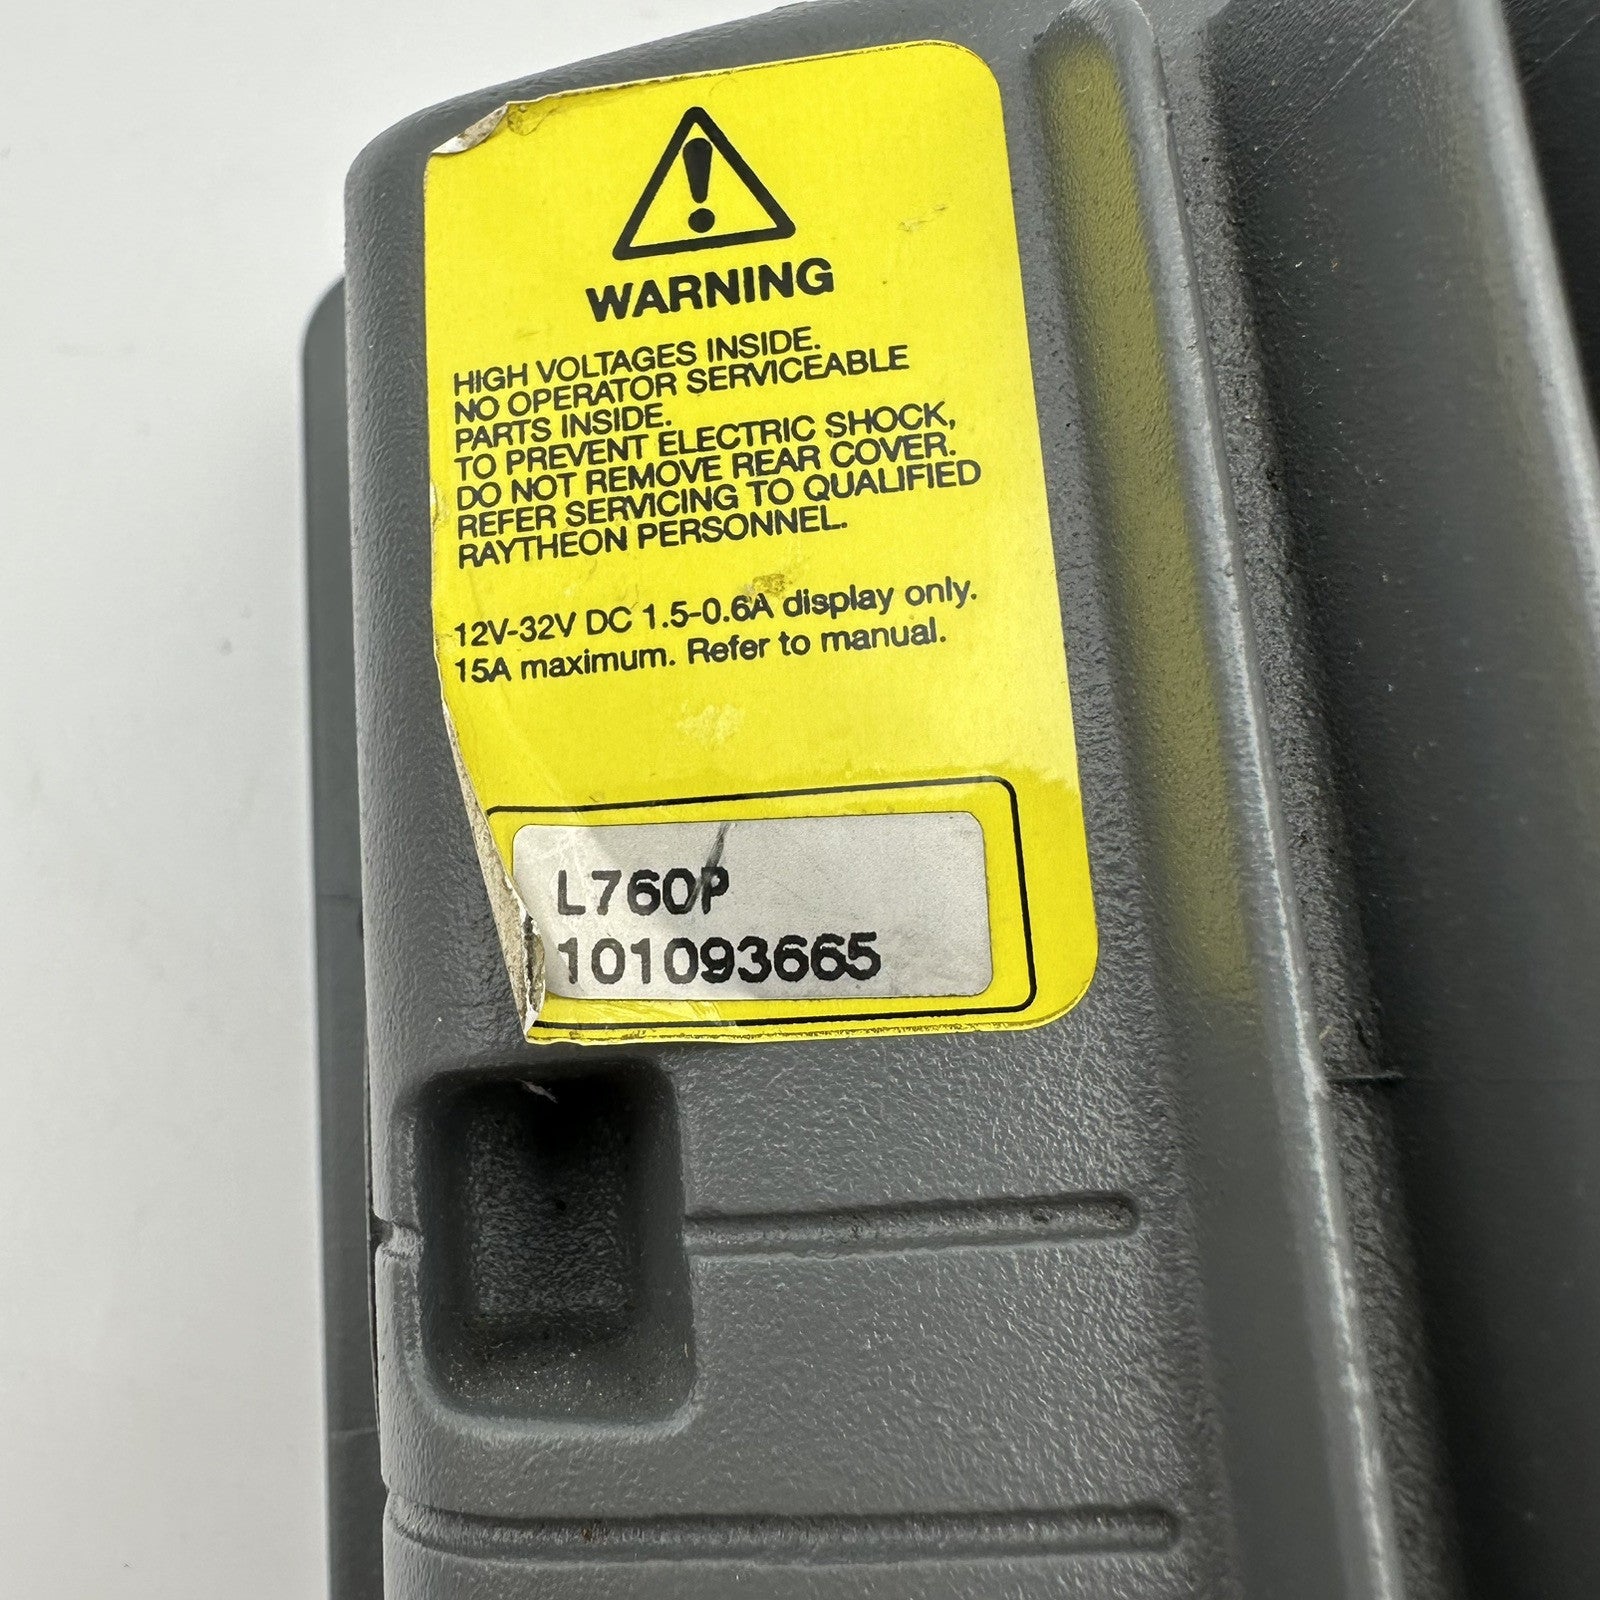 WARNING
HIGH VOLTAGES INSIDE.
NO OPERATOR SERVICEABLE
PARTS INSIDE.
TO PREVENT ELECTRIC SHOCK,
DO NOT REMOVE REAR COVER.
REFER SERVICING TO QUALIFIED
RAYTHEON PERSONNEL.
12V-32V DC 1.5-0.6A display only.
15A maximum. Refer to manual.
L760P
101093665